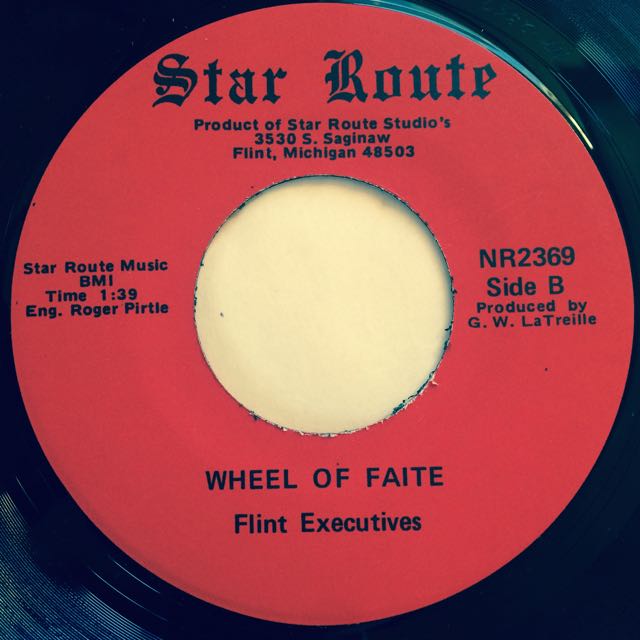 Star Route
Product of Star Route Studio's
3530 S. Saginaw
Flint, Michigan 48503
Star Route Music
BMI
Time 1:39
Eng. Roger Pirtle
NR2369
Side B
Produced by
G. W. LaTreille
WHEEL OF FAITE
Flint Executives